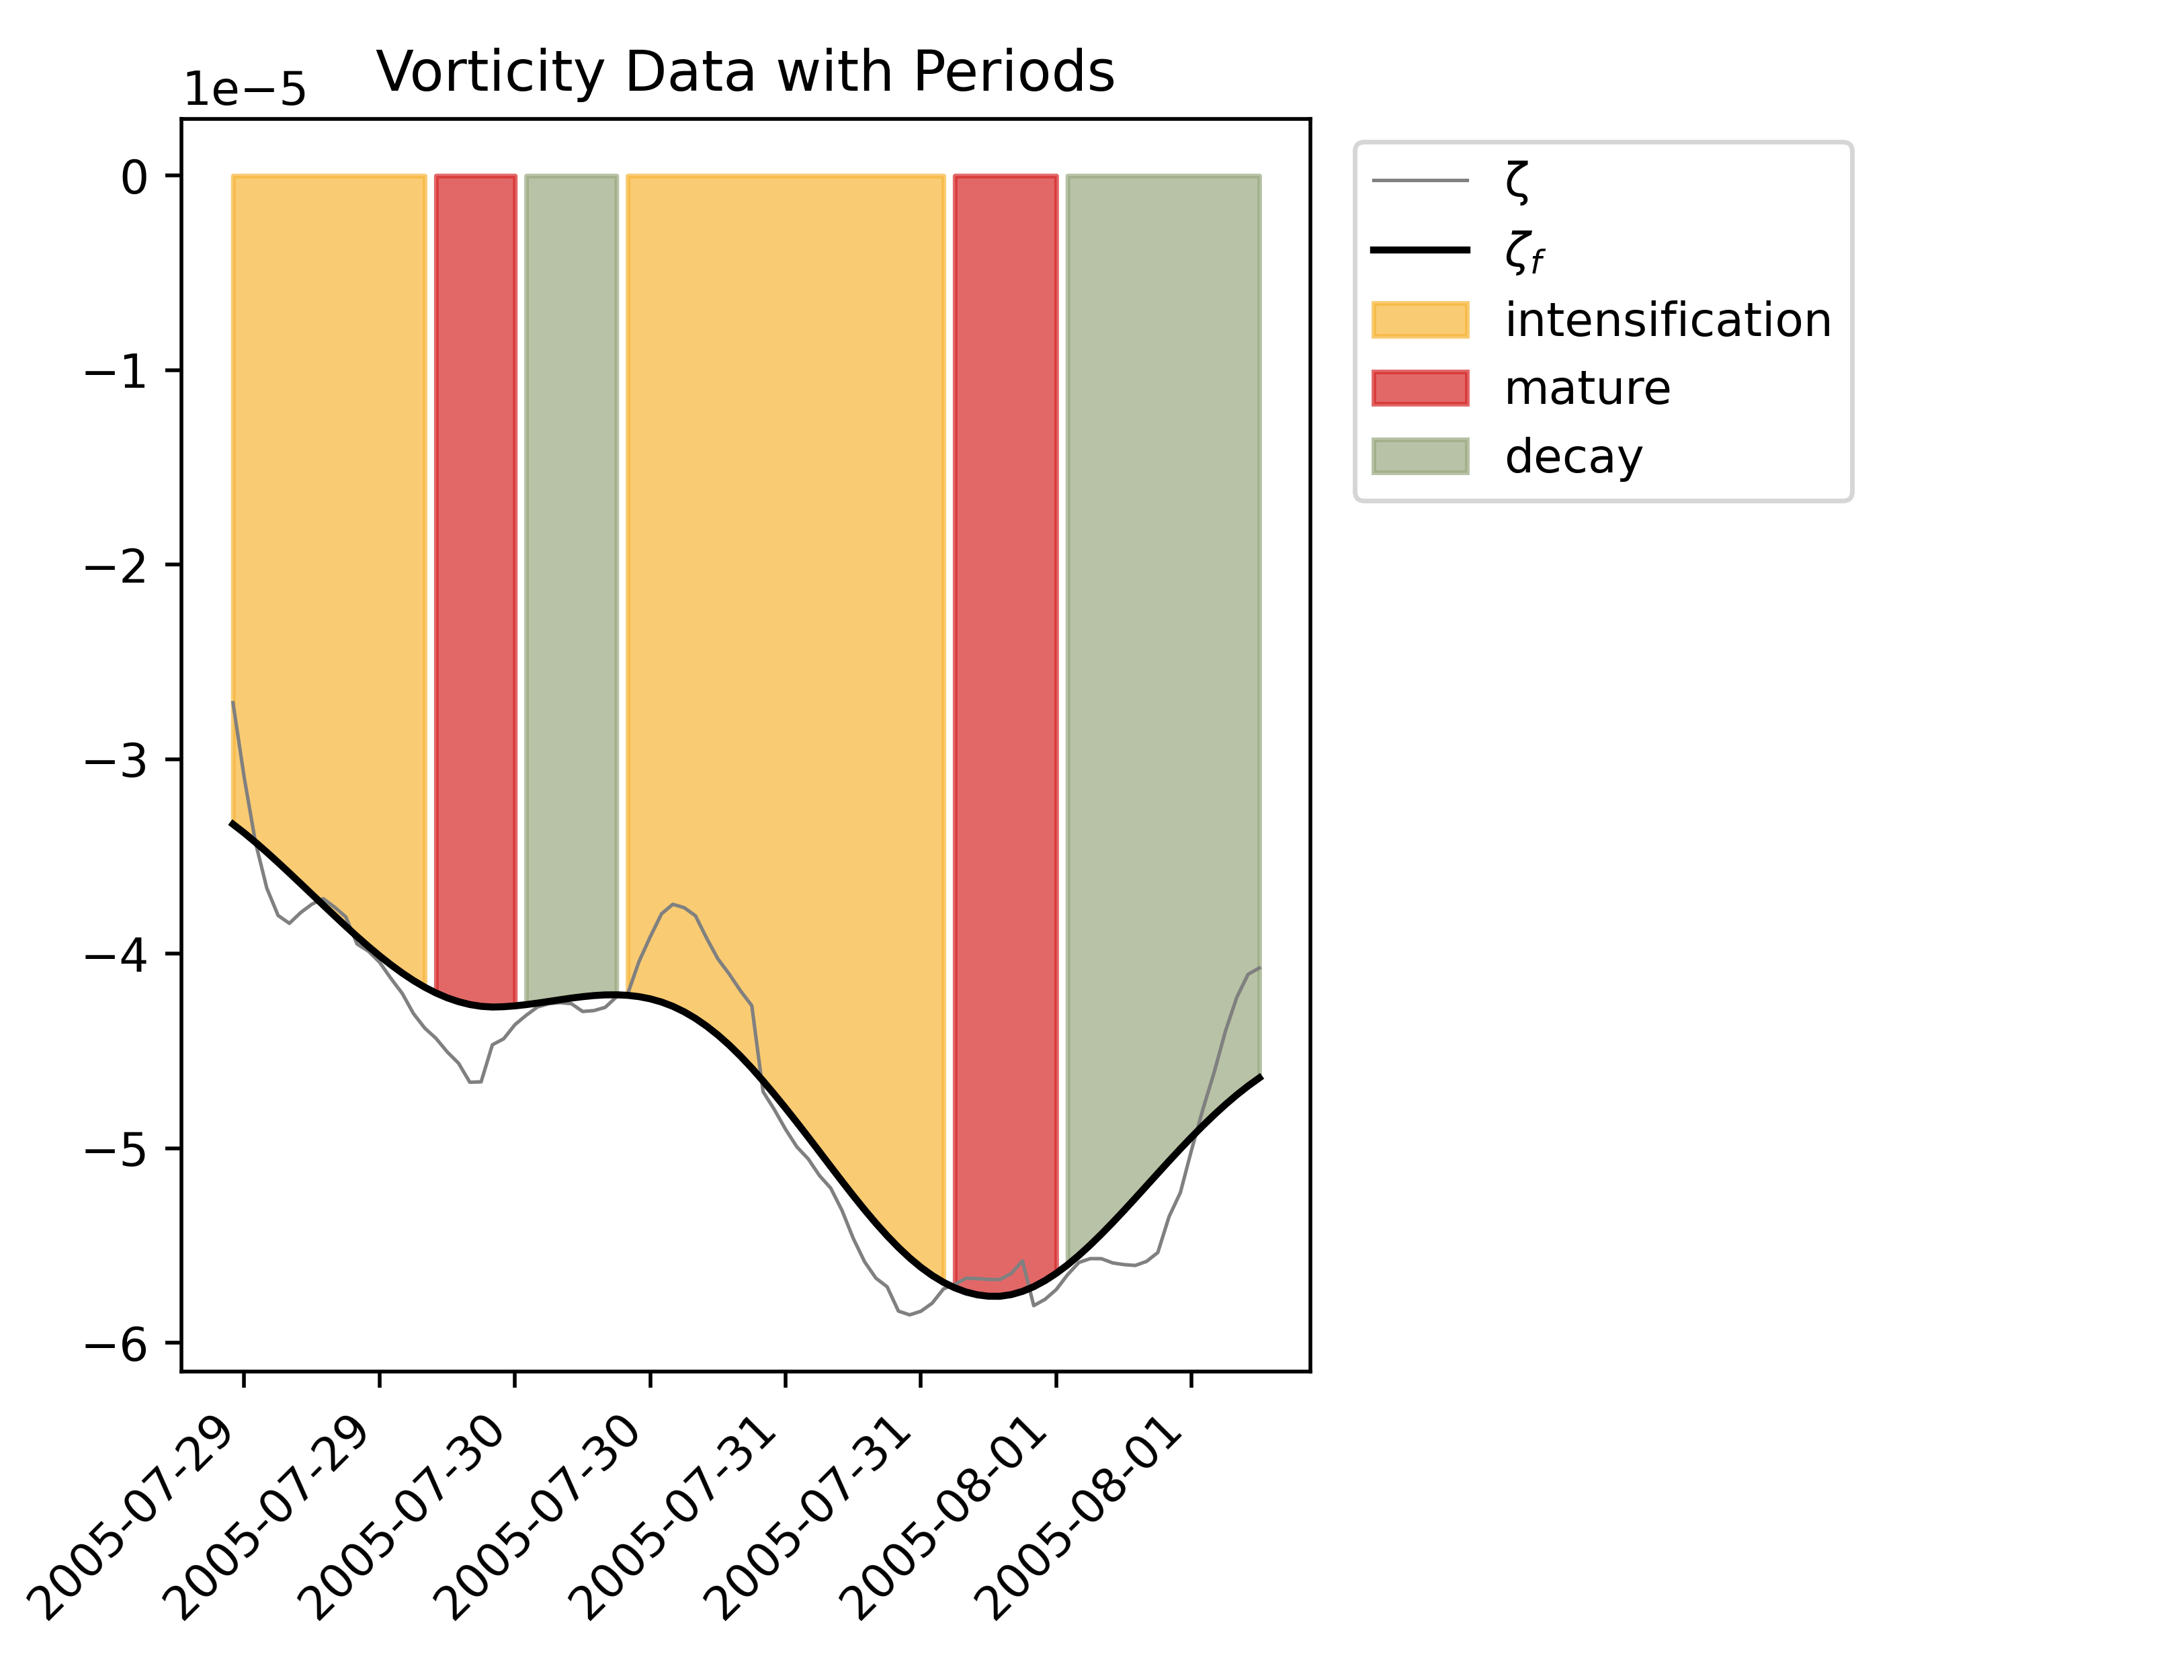 Vorticity Data with Periods
1e−5
0
−1
−2
−3
−4
−5
−6
2005-07-29
2005-07-29
2005-07-30
2005-07-30
2005-07-31
2005-07-31
2005-08-01
2005-08-01
ζ
ζf
intensification
mature
decay